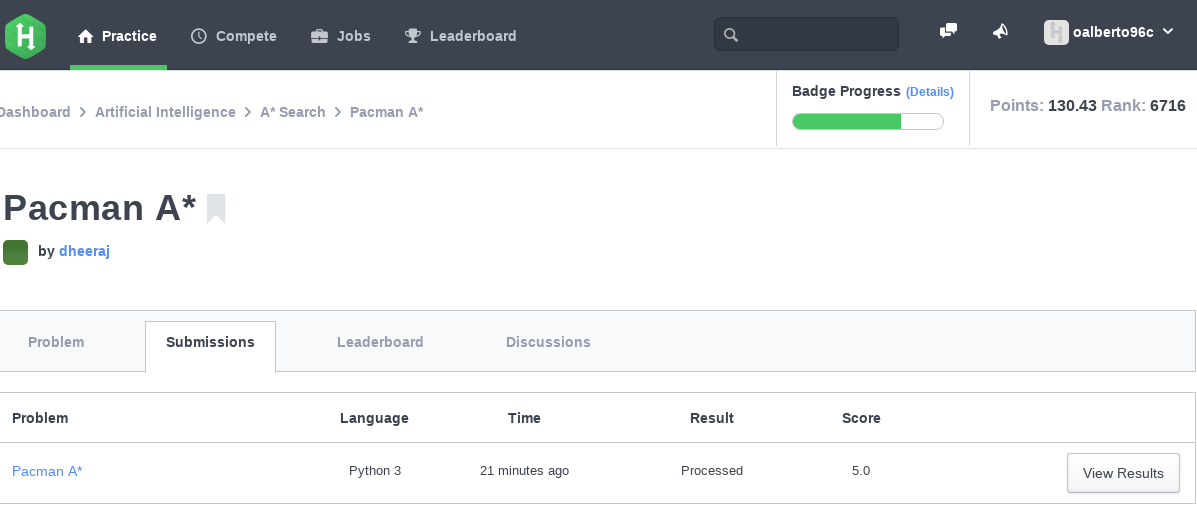 Practice Compete Jobs Leaderboard oalberto96c
Dashboard > Artificial Intelligence > A* Search > Pacman A*
Badge Progress (Details)
Points: 130.43 Rank: 6716
Pacman A*
by dheeraj
Problem Submissions Leaderboard Discussions
Problem Language Time Result Score
Pacman A* Python 3 21 minutes ago Processed 5.0 View Results